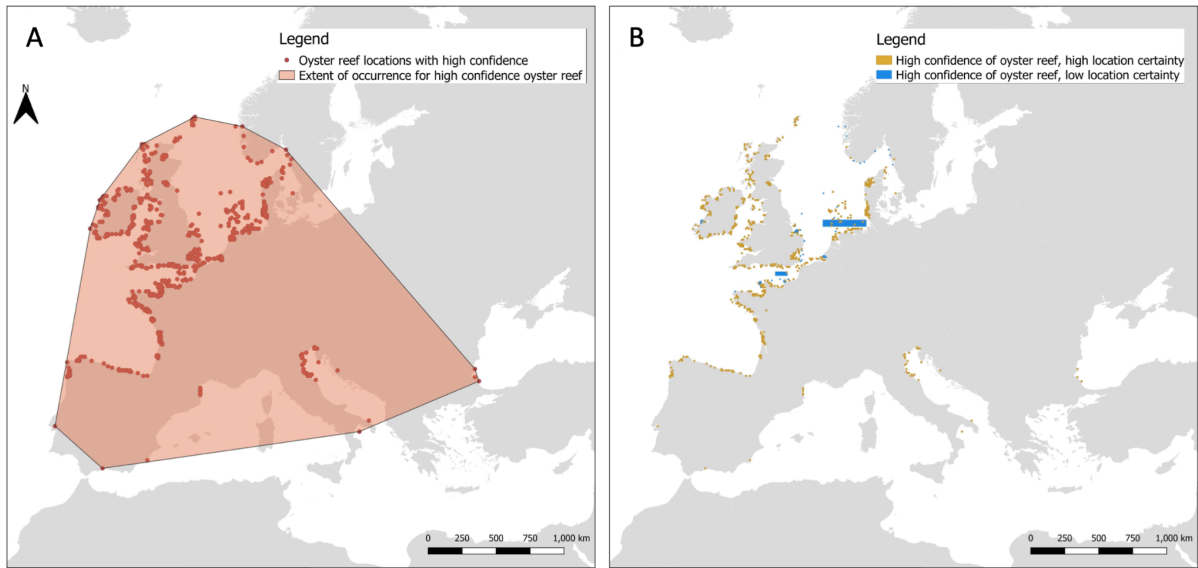 A
Legend
Oyster reef locations with high confidence
Extent of occurrence for high confidence oyster reef
N
0 250 500 750 1,000 km
B
Legend
High confidence of oyster reef, high location certainty
High confidence of oyster reef, low location certainty
0 250 500 750 1,000 km